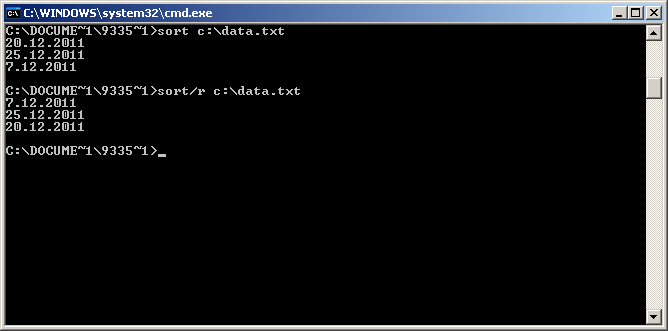 C:\WINDOWS\system32\cmd.exe
C:\DOCUME~1\9335~1>sort c:\data.txt
20.12.2011
25.12.2011
7.12.2011
C:\DOCUME~1\9335~1>sort/r c:\data.txt
7.12.2011
25.12.2011
20.12.2011
C:\DOCUME~1\9335~1>_